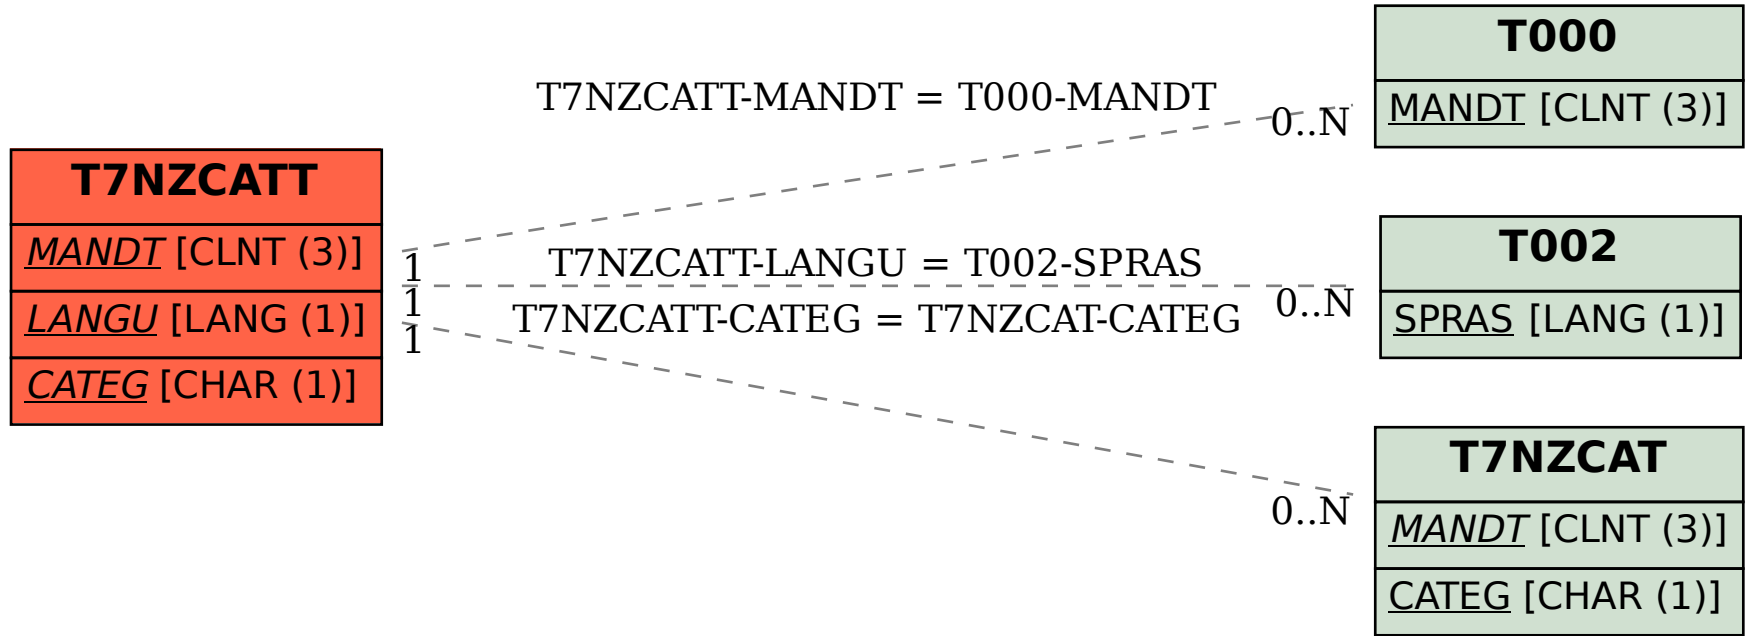 T7NZCATT
MANDT [CLNT (3)]
LANGU [LANG (1)]
CATEG [CHAR (1)]
T7NZCATT-MANDT = T000-MANDT
0..N
1
T7NZCATT-LANGU = T002-SPRAS
0..N
1
T7NZCATT-CATEG = T7NZCAT-CATEG
0..N
1
T000
MANDT [CLNT (3)]
T002
SPRAS [LANG (1)]
T7NZCAT
MANDT [CLNT (3)]
CATEG [CHAR (1)]